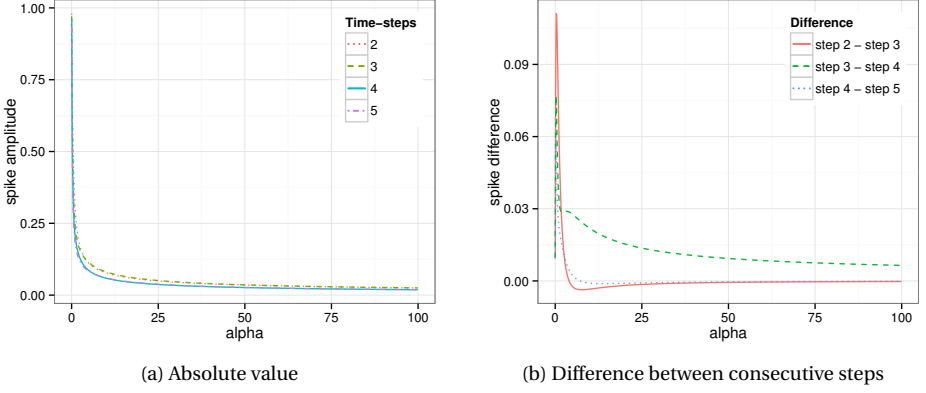 1.00
0.75
0.50
0.25
0.00
spike amplitude
0
25
50
75
100
alpha
Time−steps
2
3
4
5
(a) Absolute value
0.09
0.06
0.03
0.00
spike difference
0
25
50
75
100
alpha
Difference
step 2 − step 3
step 3 − step 4
step 4 − step 5
(b) Difference between consecutive steps